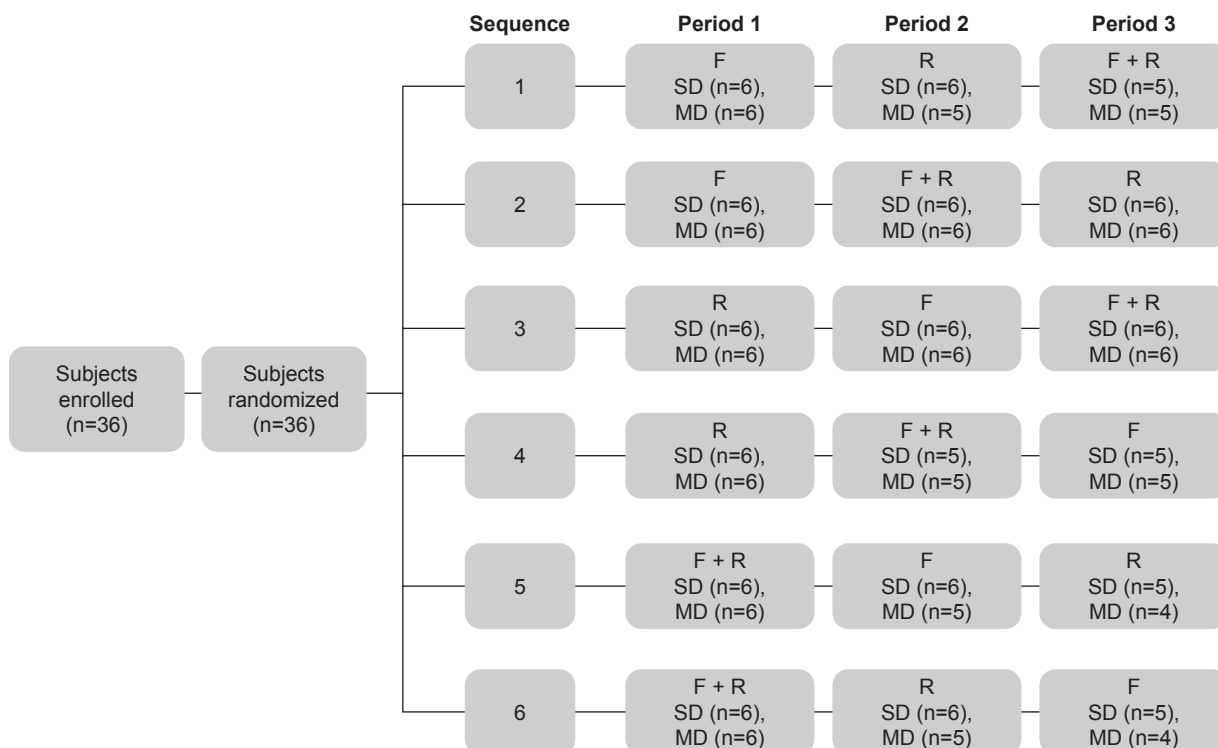 Sequence Period 1 Period 2 Period 3
1
F
SD (n=6),
MD (n=6)
R
SD (n=6),
MD (n=5)
F + R
SD (n=5),
MD (n=5)
2
F
SD (n=6),
MD (n=6)
F + R
SD (n=6),
MD (n=6)
R
SD (n=6),
MD (n=6)
3
R
SD (n=6),
MD (n=6)
F
SD (n=6),
MD (n=6)
F + R
SD (n=6),
MD (n=6)
Subjects
enrolled
(n=36)
Subjects
randomized
(n=36)
4
R
SD (n=6),
MD (n=6)
F + R
SD (n=5),
MD (n=5)
F
SD (n=5),
MD (n=5)
5
F + R
SD (n=6),
MD (n=6)
F
SD (n=6),
MD (n=5)
R
SD (n=5),
MD (n=4)
6
F + R
SD (n=6),
MD (n=6)
R
SD (n=6),
MD (n=5)
F
SD (n=5),
MD (n=4)